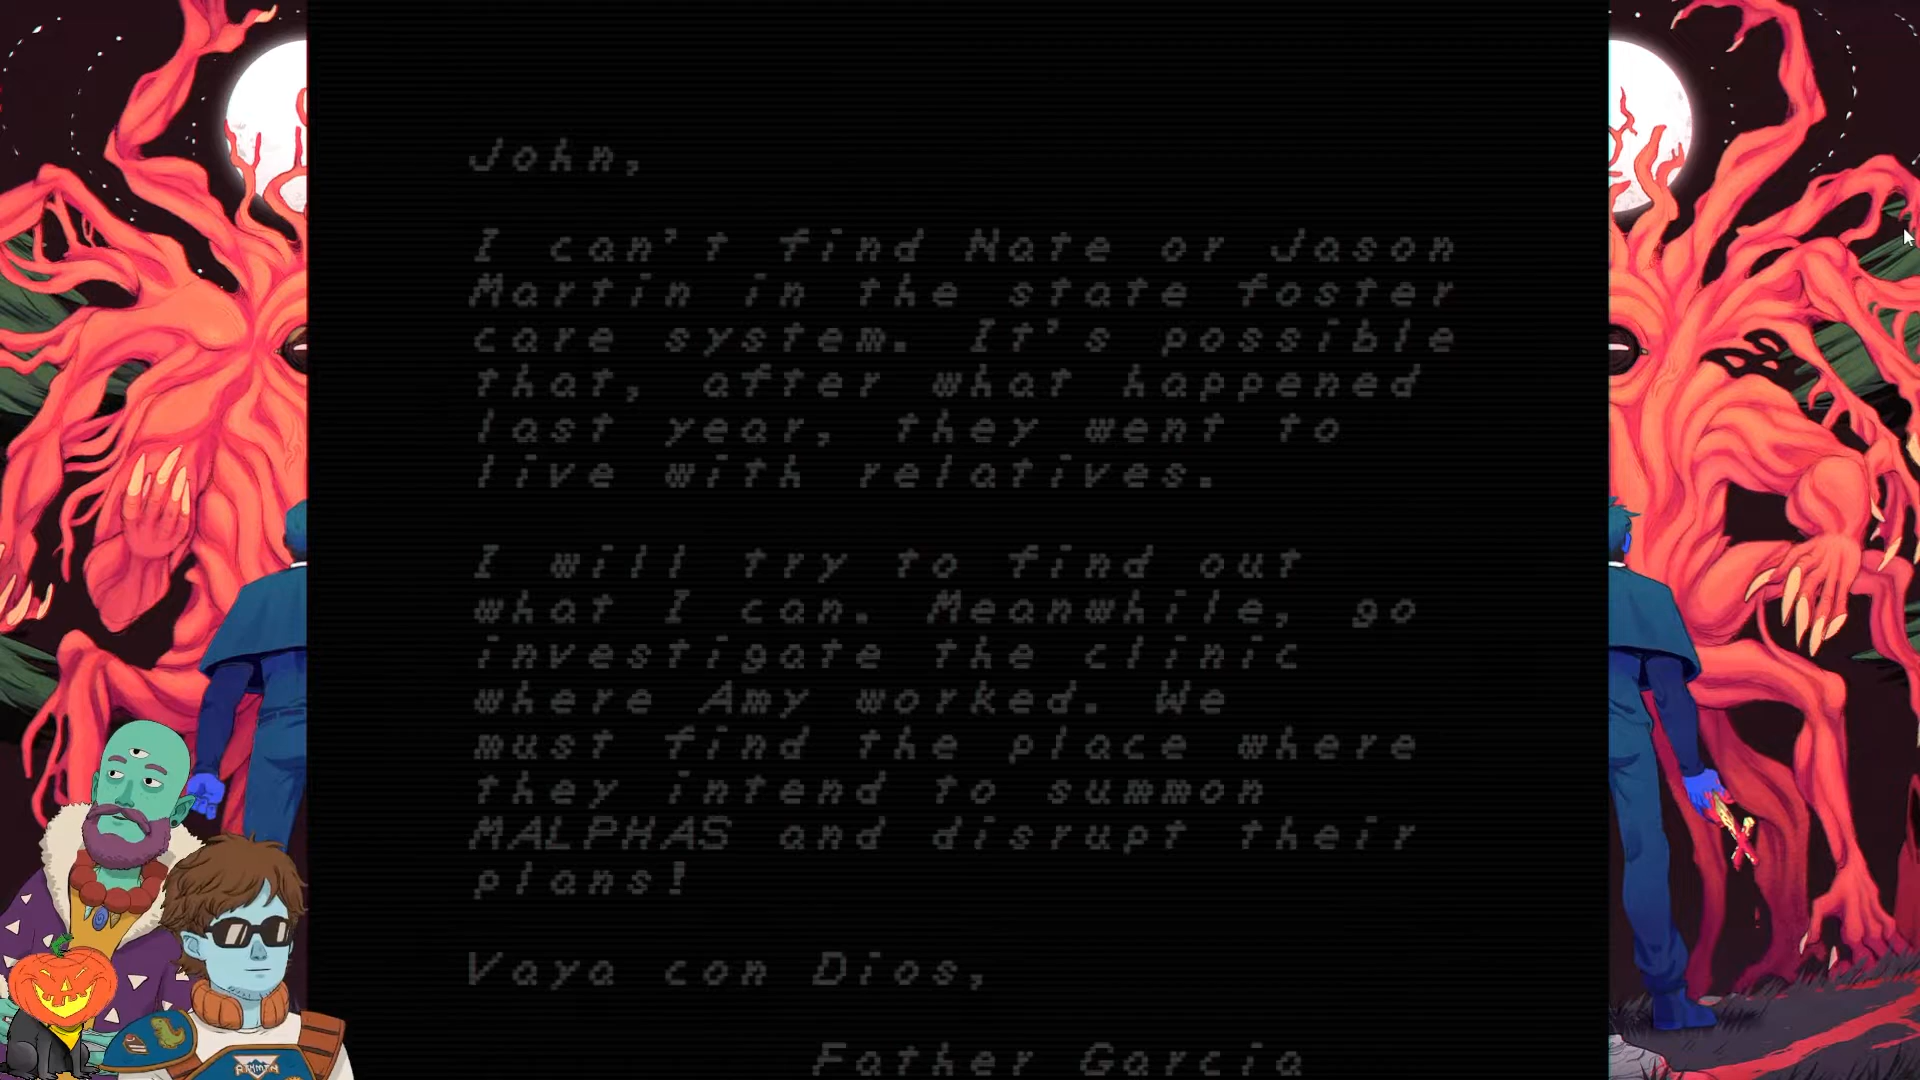 John,
I can't find Nate or Jason
Martin in the state foster
care system. It's possible
that, after what happened
last year, they went to
live with relatives.
I will try to find out
what I can. Meanwhile, go
investigate the clinic
where Amy worked. We
must find the place where
they intend to summon
MALPHAS and disrupt their
plans!
Vaya con Dios,
Father Garcia